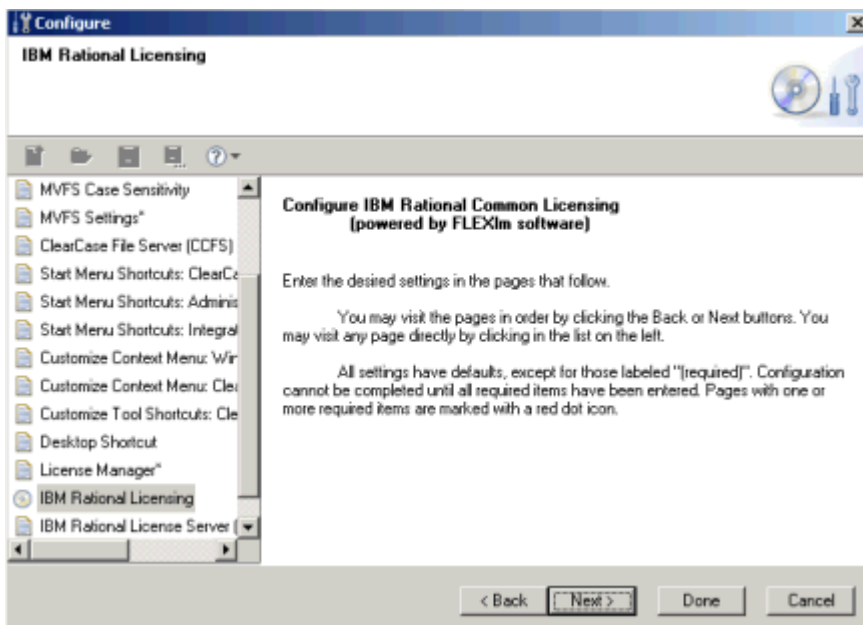 Configure
IBM Rational Licensing
MVFS Case Sensitivity
MVFS Settings*
ClearCase File Server (CCFS)
Start Menu Shortcuts: ClearCa
Start Menu Shortcuts: Adminis
Start Menu Shortcuts: Integrat
Customize Context Menu: Wir
Customize Context Menu: Clea
Customize Tool Shortcuts: Cle
Desktop Shortcut
License Manager*
IBM Rational Licensing
IBM Rational License Server (
Configure IBM Rational Common Licensing
(powered by FLEXlm software)
Enter the desired settings in the pages that follow.
You may visit the pages in order by clicking the Back or Next buttons. You
may visit any page directly by clicking in the list on the left.
All settings have defaults, except for those labeled "(required)". Configuration
cannot be completed until all required items have been entered. Pages with one or
more required items are marked with a red dot icon.
< Back
Next >
Done
Cancel